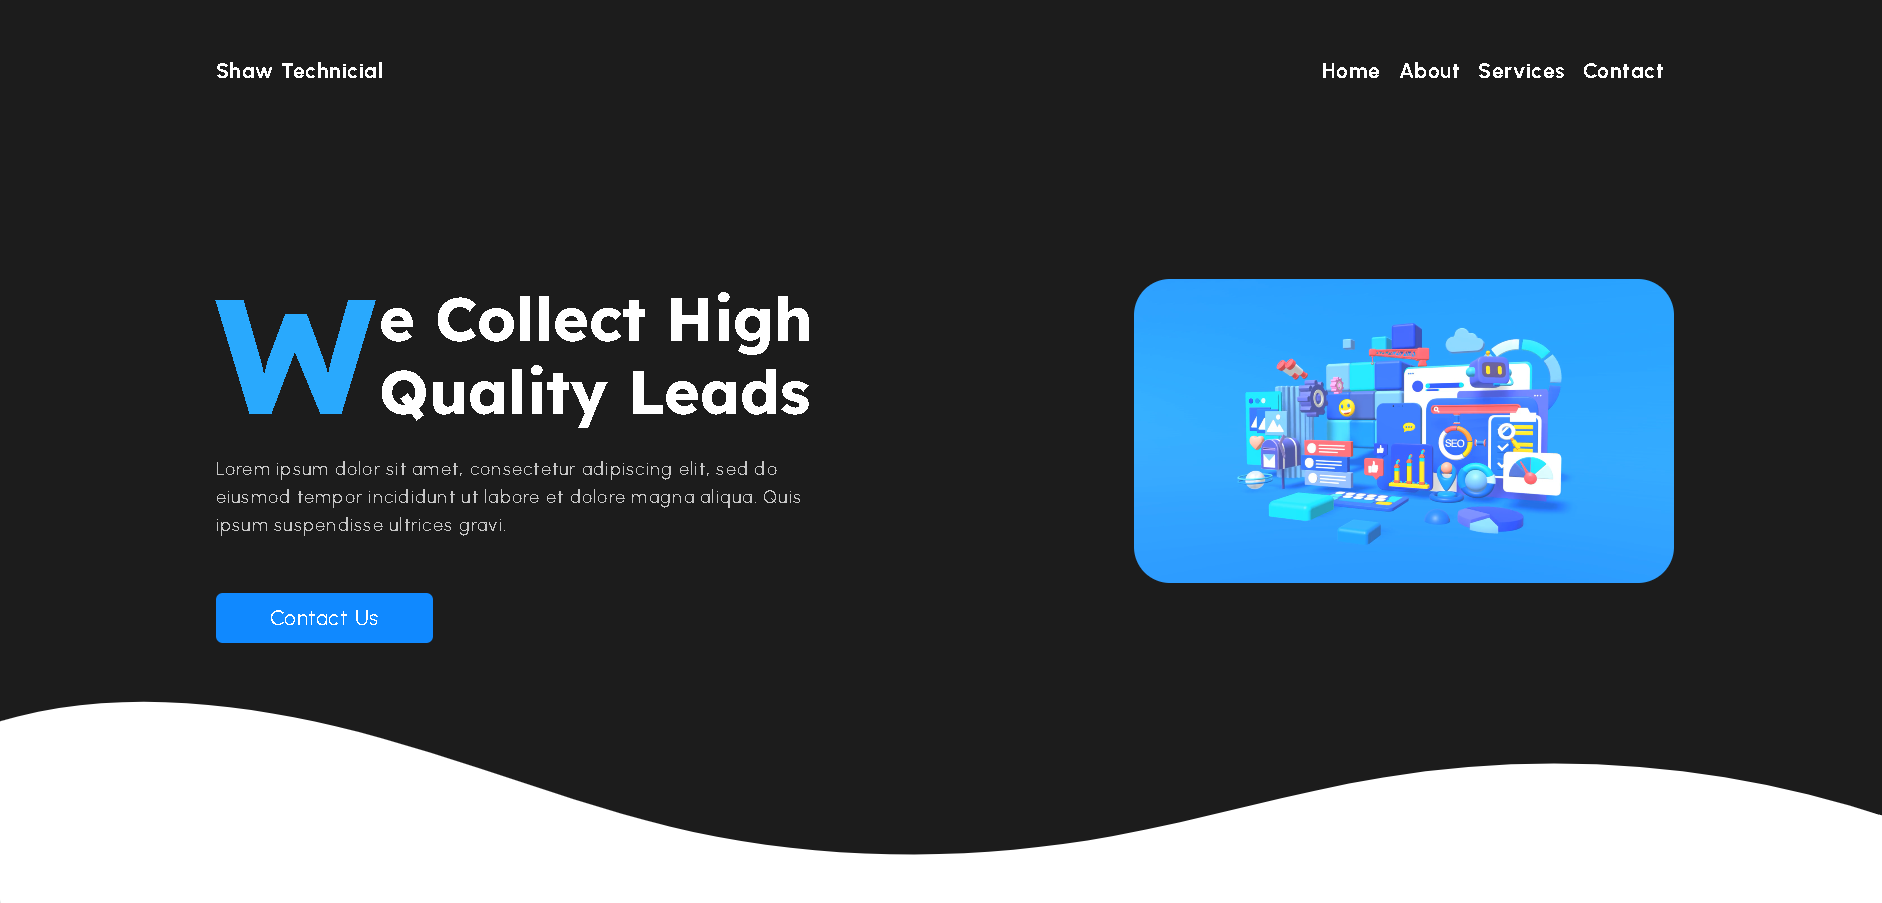 Shaw Technicial
Home About Services Contact
We Collect High
Quality Leads
Lorem ipsum dolor sit amet, consectetur adipiscing elit, sed do
eiusmod tempor incididunt ut labore et dolore magna aliqua. Quis
ipsum suspendisse ultrices gravi.
SEO
Contact Us